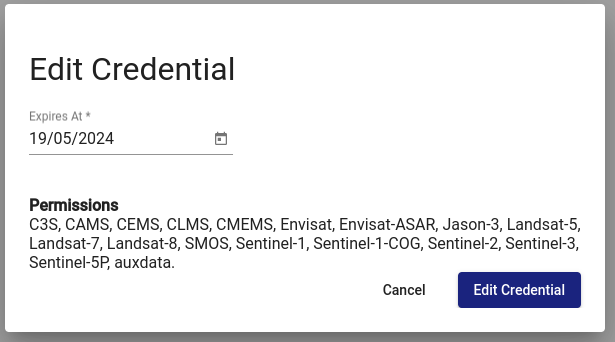 Edit Credential
Expires At *
19/05/2024
Permissions
C3S, CAMS, CEMS, CLMS, CMEMS, Envisat, Envisat-ASAR, Jason-3, Landsat-5,
Landsat-7, Landsat-8, SMOS, Sentinel-1, Sentinel-1-COG, Sentinel-2, Sentinel-3,
Sentinel-5P, auxdata.
Cancel Edit Credential